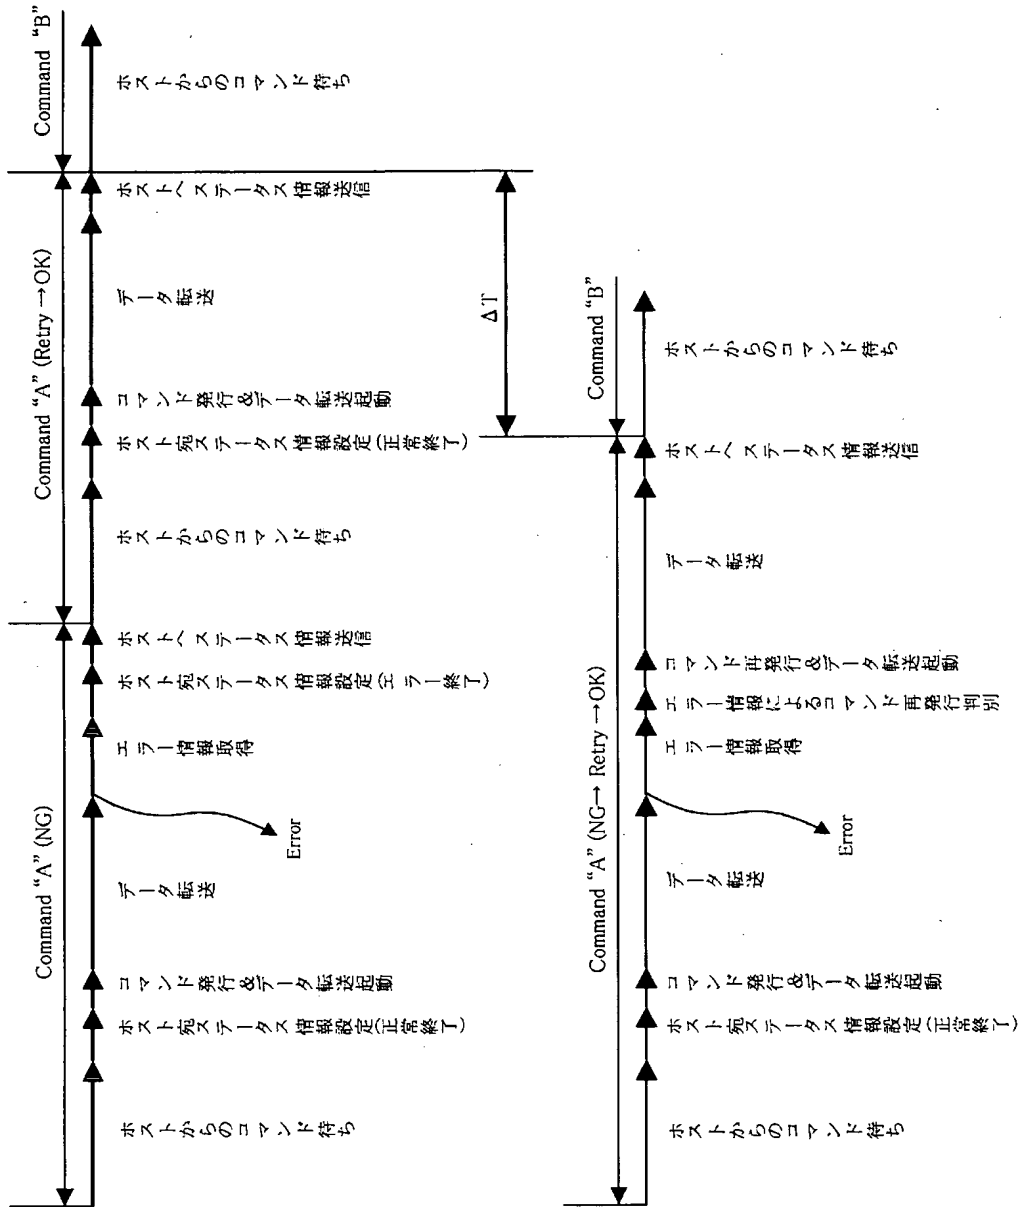 Command “A” (NG)
Command “A” (Retry →OK)
Command “B”
ホストからのコマンド待ち
ホスト宛ステータス情報設定(正常終了)
コマンド発行&データ転送起動
データ転送
Error
エラー情報取得
ホスト宛ステータス情報設定(エラー終了)
ホストへステータス情報送信
ホストからのコマンド待ち
ホスト宛ステータス情報設定(正常終了)
コマンド発行&データ転送起動
データ転送
ホストへステータス情報送信
ホストからのコマンド待ち
ΔT
Command “A” (NG→ Retry →OK)
Command “B”
ホストからのコマンド待ち
ホスト宛ステータス情報設定(正常終了)
コマンド発行&データ転送起動
データ転送
Error
エラー情報取得
エラー情報によるコマンド再発行判別
コマンド再発行&データ転送起動
データ転送
ホストへステータス情報送信
ホストからのコマンド待ち